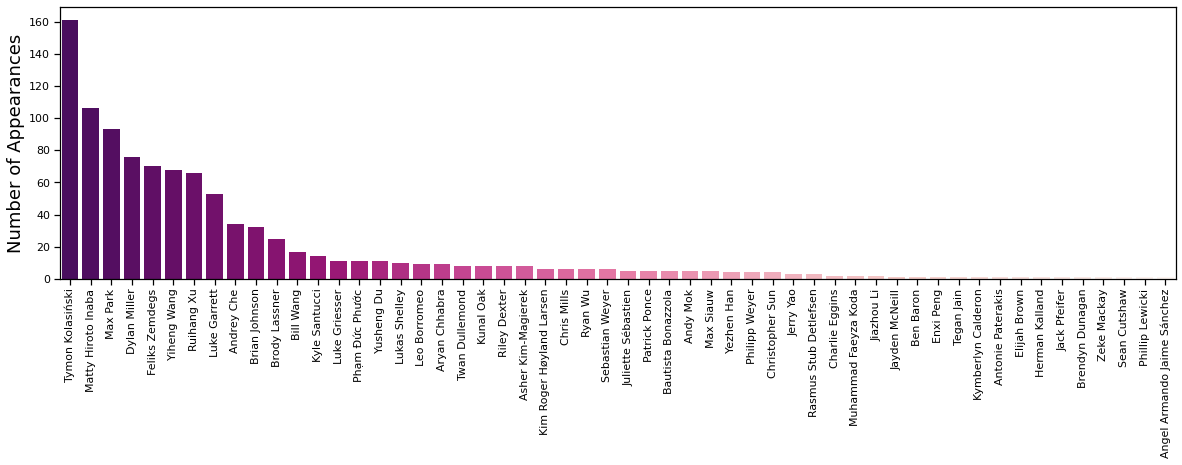 Number of Appearances
160
140
120
100
80
60
40
20
0
Tymon Kolasiński
Matty Hiroto Inaba
Max Park
Dylan Miller
Feliks Zemdegs
Yiheng Wang
Ruihang Xu
Luke Garrett
Andrey Che
Brian Johnson
Brody Lassner
Bill Wang
Kyle Santucci
Luke Griesser
Phạm Đức Phước
Yusheng Du
Lukas Shelley
Leo Borromeo
Aryan Chhabra
Twan Dullemond
Kunal Oak
Riley Dexter
Asher Kim-Magierek
Kim Roger Høyland Larsen
Chris Mills
Ryan Wu
Sebastian Weyer
Juliette Sébastien
Patrick Ponce
Bautista Bonazzola
Andy Mok
Max Siauw
Yezhen Han
Philipp Weyer
Christopher Sun
Jerry Yao
Rasmus Stub Detlefsen
Charlie Eggins
Muhammad Faeyza Koda
Jiazhou Li
Jayden McNeill
Ben Baron
Enxi Peng
Tegan Jain
Kymberlyn Calderon
Antonie Paterakis
Elijah Brown
Herman Kalland
Jack Pfeifer
Brendyn Dunagan
Zeke Mackay
Sean Cutshaw
Phillip Lewicki
Angel Armando Jaime Sánchez